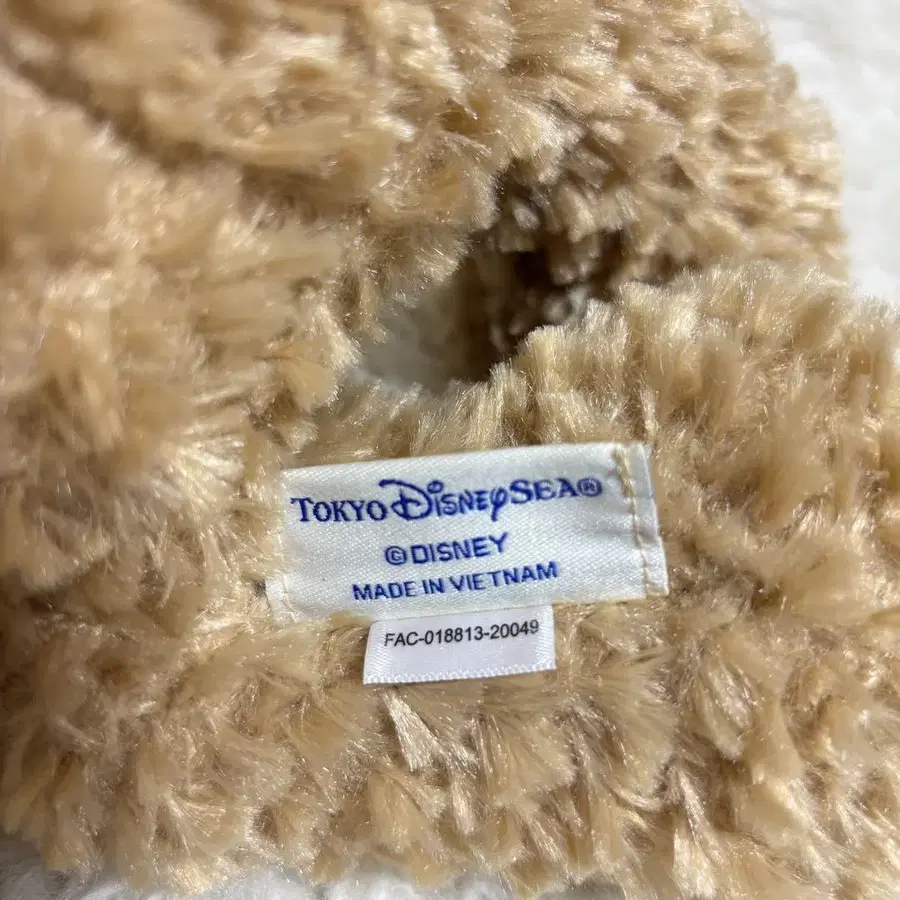 TOKYO DISNEYSEA®
©DISNEY
MADE IN VIETNAM
FAC-018813-20049